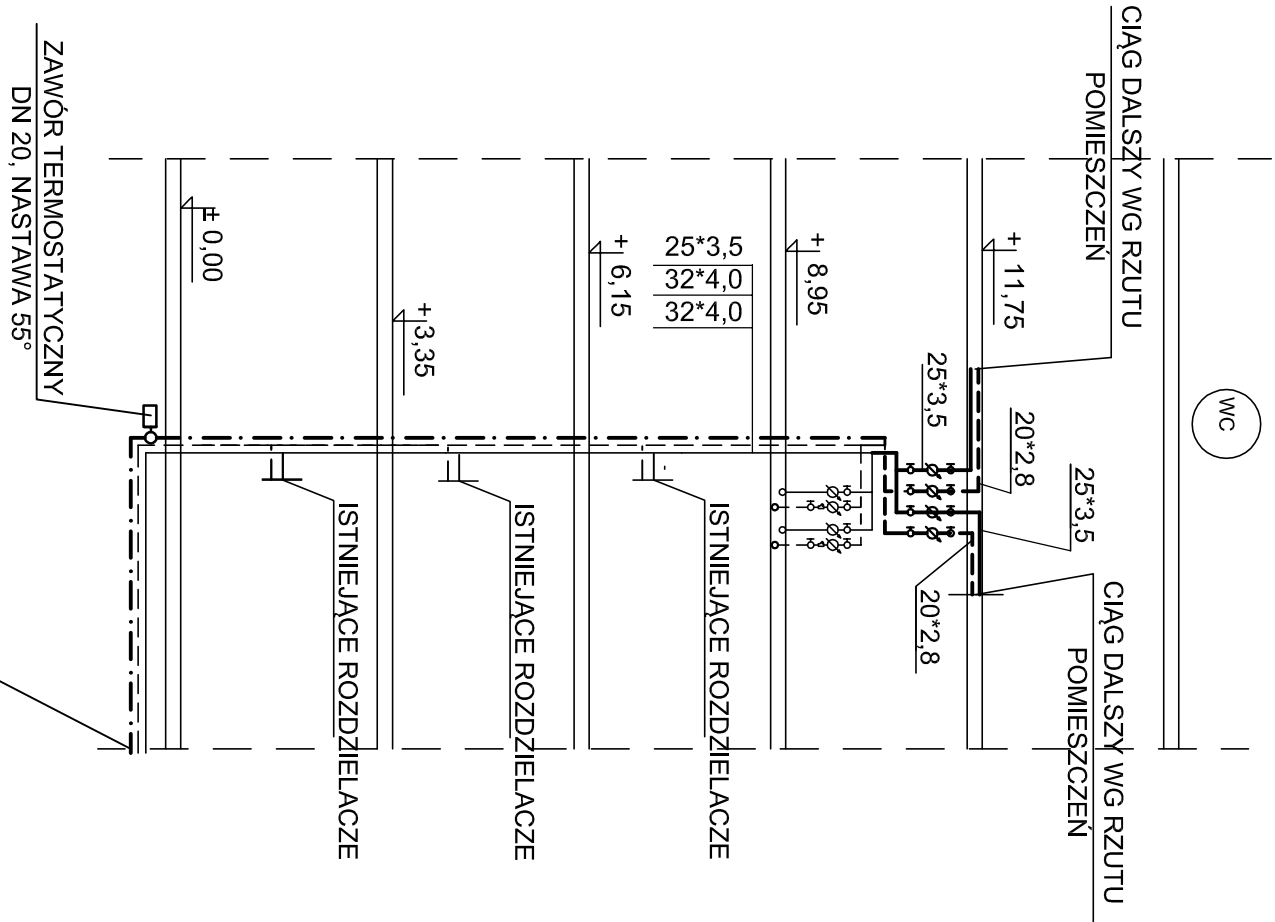 WC
CIĄG DALSZY WG RZUTU
POMIESZCZEŃ
CIĄG DALSZY WG RZUTU
POMIESZCZEŃ
+ 11,75
25*3,5
20*2,8
25*3,5
20*2,8
+ 8,95
25*3,5
32*4,0
32*4,0
+ 6,15
ISTNIEJĄCE ROZDZIELACZE
+3,35
ISTNIEJĄCE ROZDZIELACZE
± 0,00
ISTNIEJĄCE ROZDZIELACZE
ZAWÓR TERMOSTATYCZNY
DN 20, NASTAWA 55°